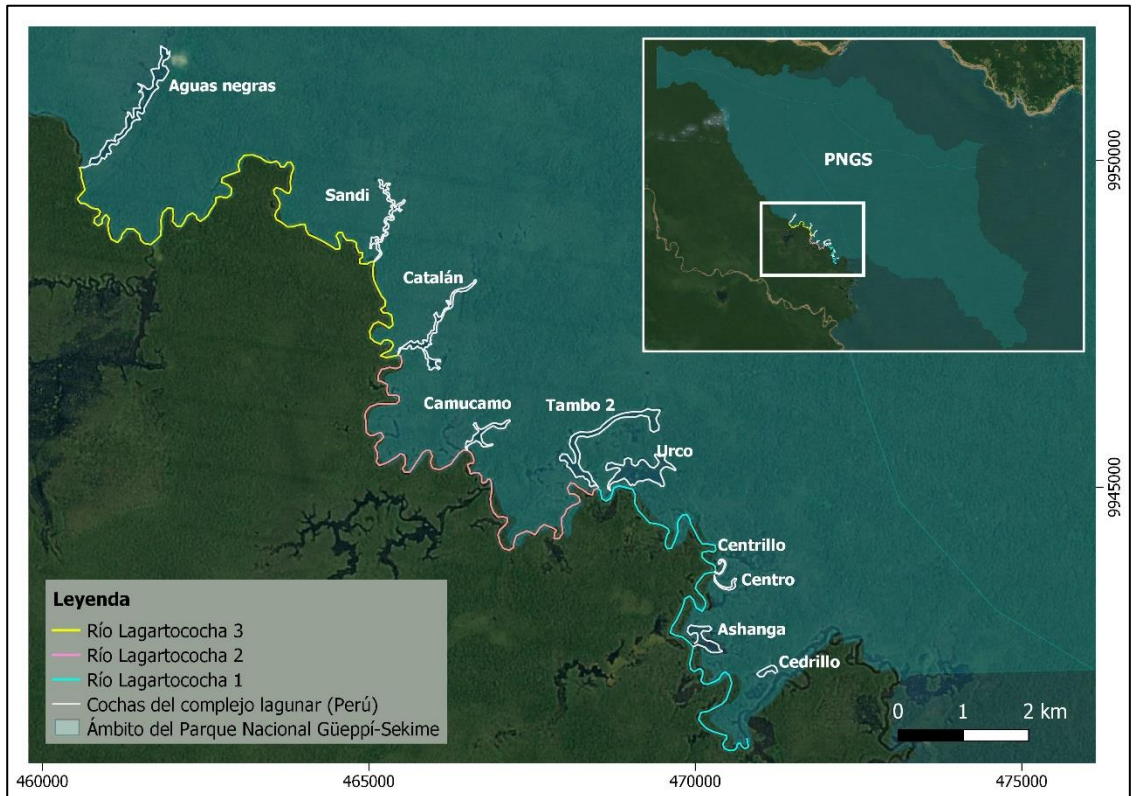 Aguas negras
Sandi
Catalán
Camucamo
Tambo 2
Urco
Centrillo
Centro
Ashanga
Cedrillo
PNGS
Leyenda
Río Lagartococha 3
Río Lagartococha 2
Río Lagartococha 1
Cochas del complejo lagunar (Perú)
Ámbito del Parque Nacional Güeppí-Sekime
0 1 2 km
9950000
9945000
460000 465000 470000 475000